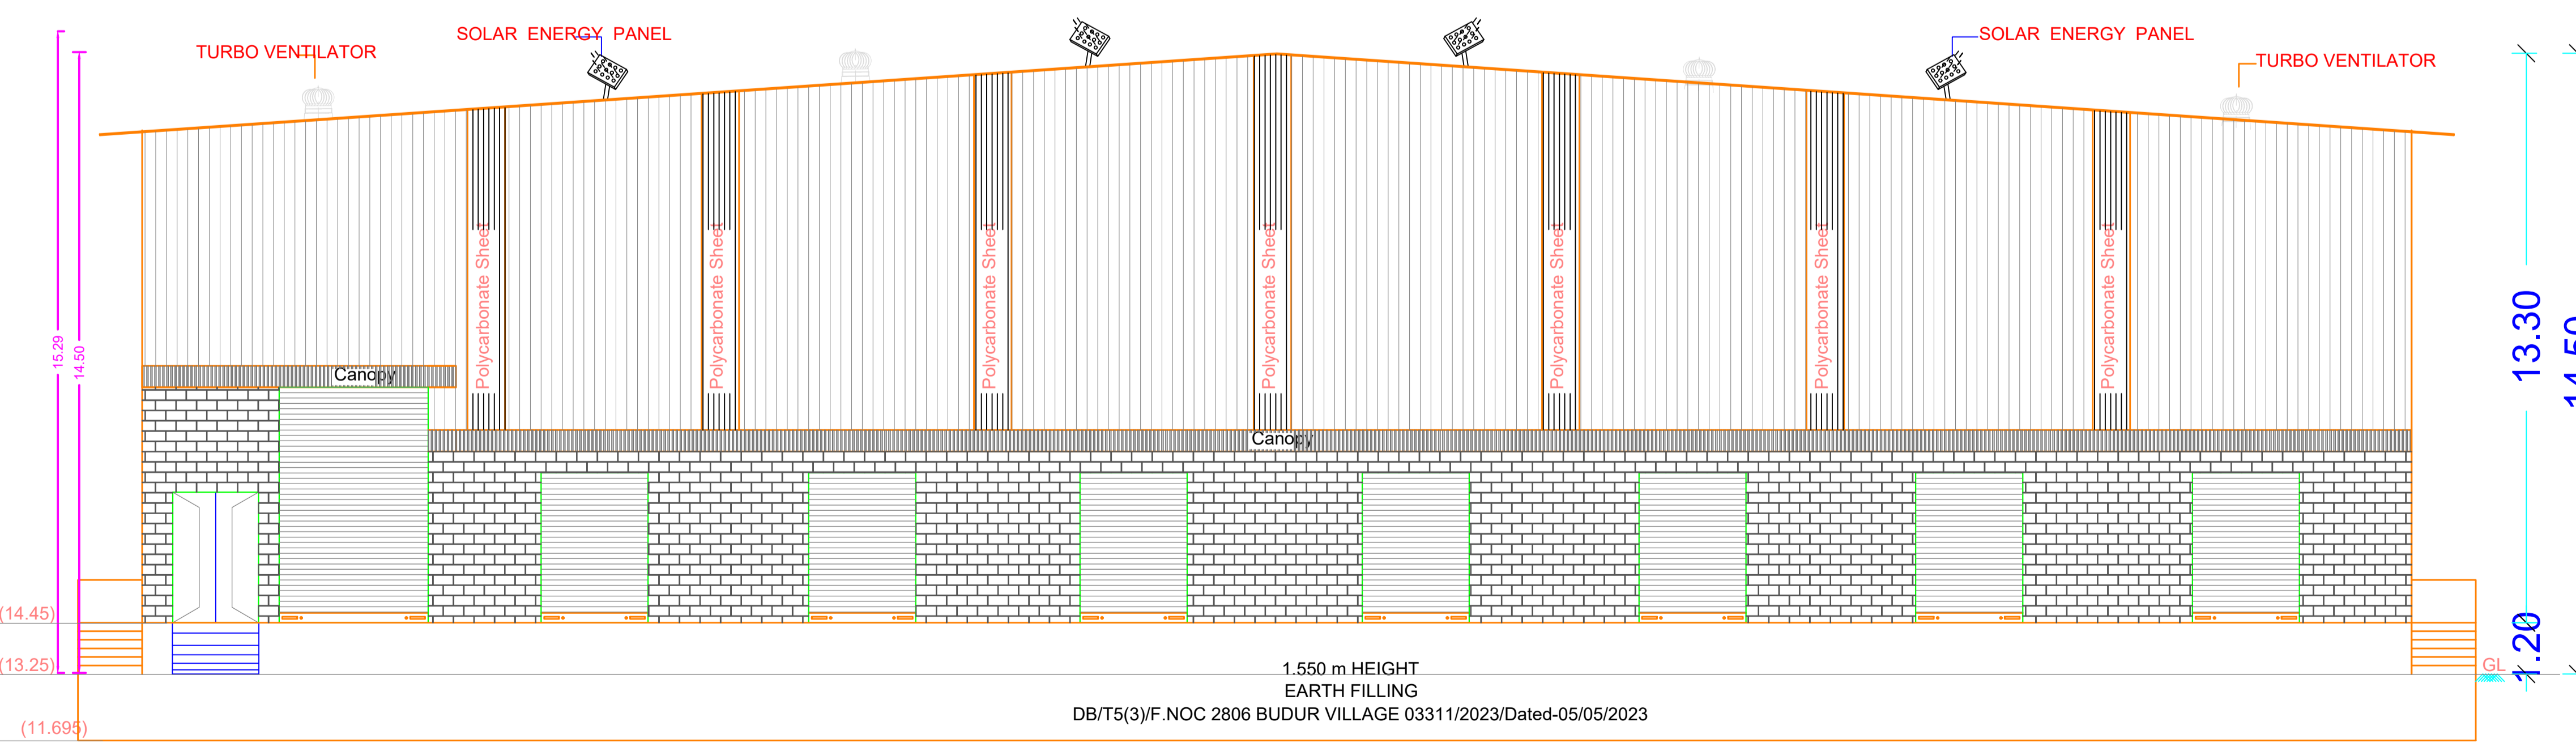 SOLAR ENERGY PANEL
SOLAR ENERGY PANEL
TURBO VENTILATOR
TURBO VENTILATOR
Polycarbonate Sheet
Polycarbonate Sheet
Polycarbonate Sheet
Polycarbonate Sheet
Polycarbonate Sheet
Polycarbonate Sheet
Polycarbonate Sheet
15.29
14.50
13.30
14.50
Canopy
Canopy
(14.45)
1.20
(13.25)
GL
1.550 m HEIGHT
EARTH FILLING
DB/T5(3)/F.NOC 2806 BUDUR VILLAGE 03311/2023/Dated-05/05/2023
(11.695)